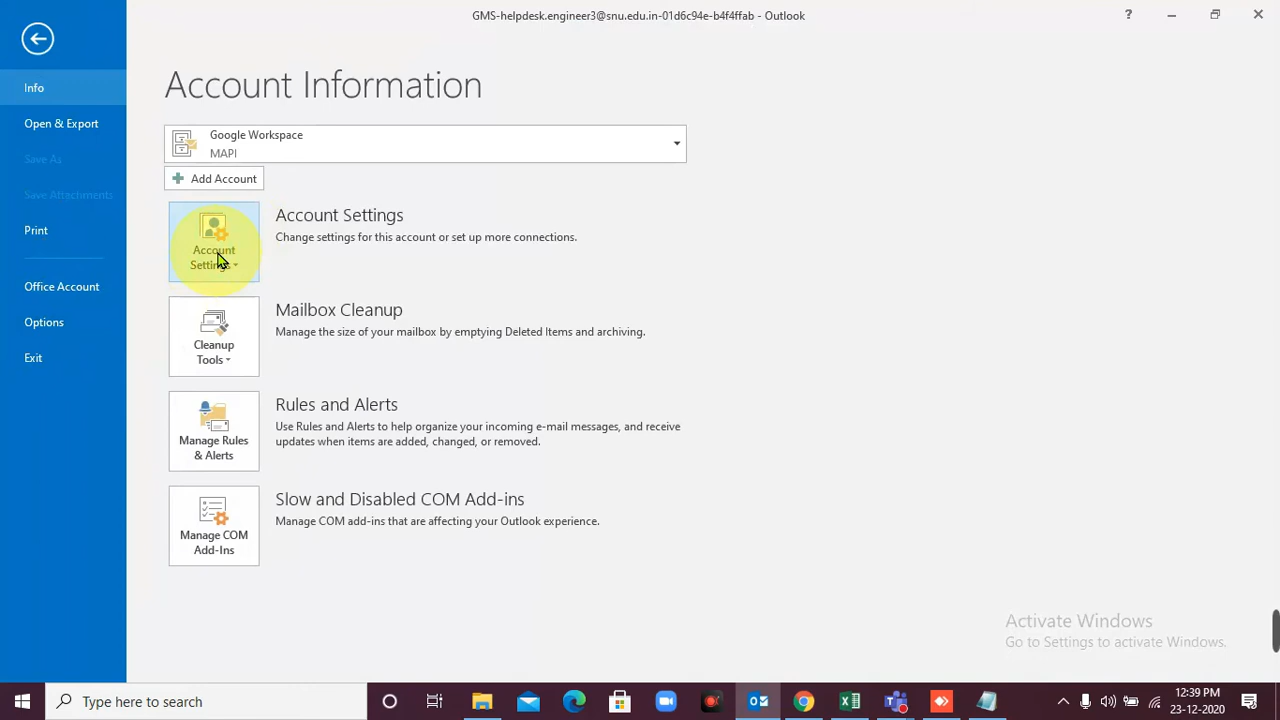 GMS-helpdesk.engineer3@snu.edu.in-01d6c94e-b4f4ffab - Outlook
?
Info
Open & Export
Save As
Save Attachments
Print
Office Account
Options
Exit
Account Information
Google Workspace
MAPI
Add Account
Account
Settings
Account Settings
Change settings for this account or set up more connections.
Cleanup
Tools
Mailbox Cleanup
Manage the size of your mailbox by emptying Deleted Items and archiving.
Manage Rules
& Alerts
Rules and Alerts
Use Rules and Alerts to help organize your incoming e-mail messages, and receive
updates when items are added, changed, or removed.
Manage COM
Add-Ins
Slow and Disabled COM Add-ins
Manage COM add-ins that are affecting your Outlook experience.
Activate Windows
Go to Settings to activate Windows.
Type here to search
12:39 PM
23-12-2020